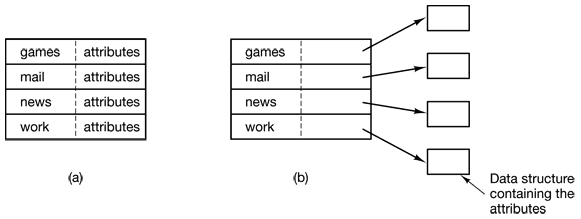 games attributes
mail attributes
news attributes
work attributes
(a)
games
mail
news
work
(b)
Data structure
containing the
attributes